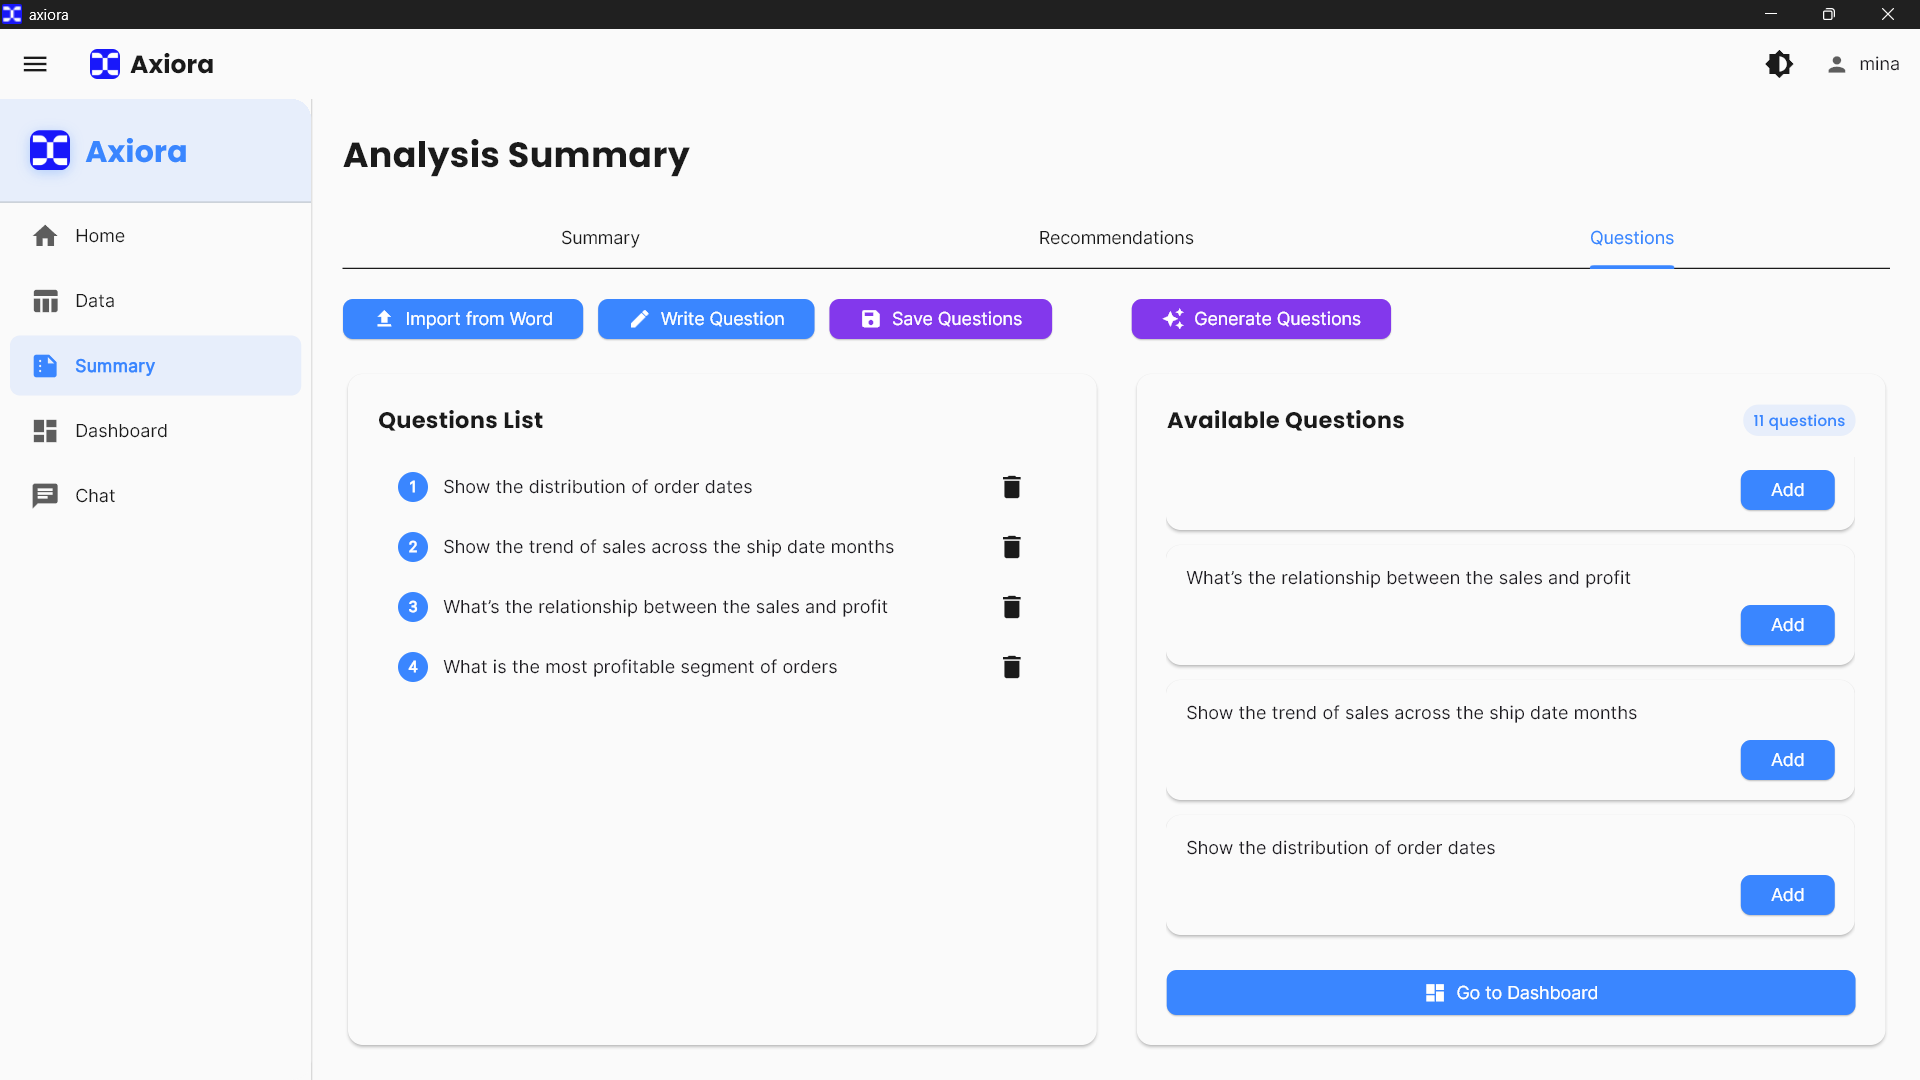 axiora
Axiora
mina
Axiora
Home
Data
Summary
Dashboard
Chat
Analysis Summary
Summary
Recommendations
Questions
Import from Word
Write Question
Save Questions
Generate Questions
Questions List
1 Show the distribution of order dates
2 Show the trend of sales across the ship date months
3 What’s the relationship between the sales and profit
4 What is the most profitable segment of orders
Available Questions
11 questions
Add
What’s the relationship between the sales and profit
Add
Show the trend of sales across the ship date months
Add
Show the distribution of order dates
Add
Go to Dashboard